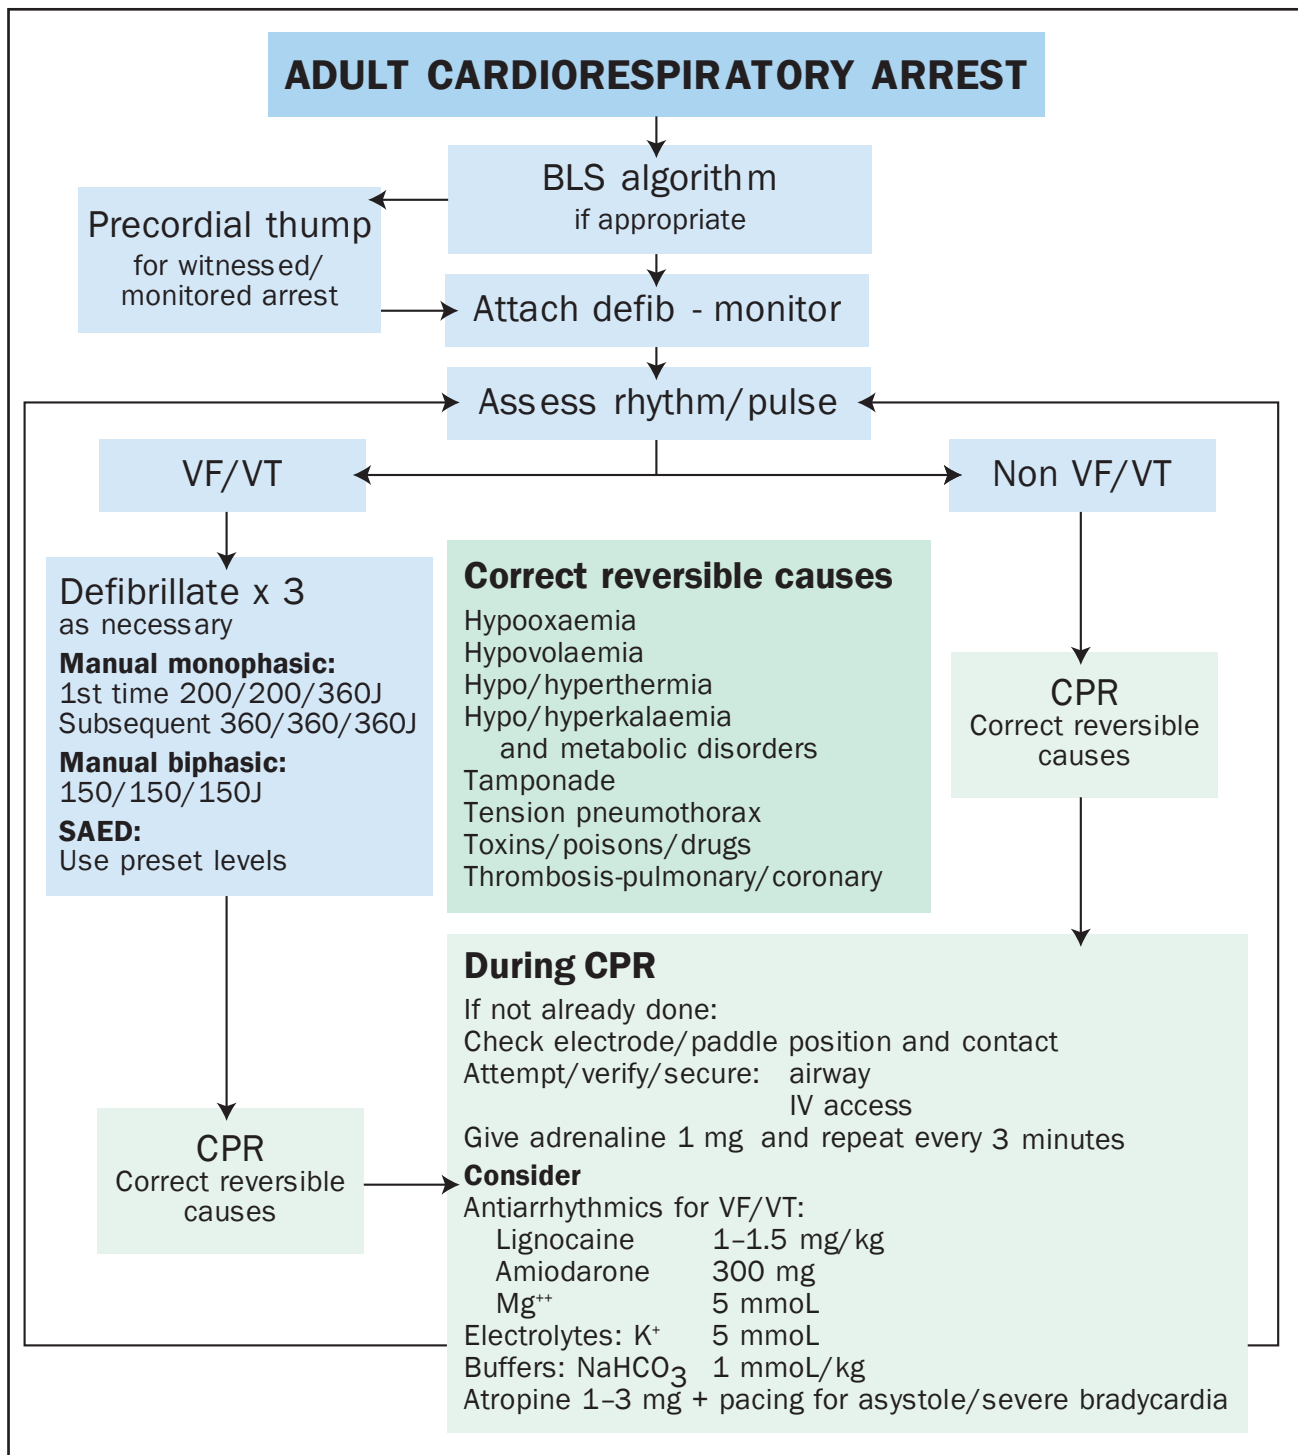 ADULT CARDIORESPIRATORY ARREST
BLS algorithm
if appropriate
Precordial thump
for witnessed/
monitored arrest
Attach defib - monitor
Assess rhythm/pulse
VF/VT
Non VF/VT
Defibrillate x 3
as necessary
Manual monophasic:
1st time 200/200/360J
Subsequent 360/360/360J
Manual biphasic:
150/150/150J
SAED:
Use preset levels
Correct reversible causes
Hypooxaemia
Hypovolaemia
Hypo/hyperthermia
Hypo/hyperkalaemia
and metabolic disorders
Tamponade
Tension pneumothorax
Toxins/poisons/drugs
Thrombosis-pulmonary/coronary
CPR
Correct reversible
causes
CPR
Correct reversible
causes
During CPR
If not already done:
Check electrode/paddle position and contact
Attempt/verify/secure: airway
IV access
Give adrenaline 1 mg and repeat every 3 minutes
Consider
Antiarrhythmics for VF/VT:
Lignocaine 1–1.5 mg/kg
Amiodarone 300 mg
Mg⁺⁺ 5 mmoL
Electrolytes: K⁺ 5 mmoL
Buffers: NaHCO₃ 1 mmoL/kg
Atropine 1–3 mg + pacing for asystole/severe bradycardia